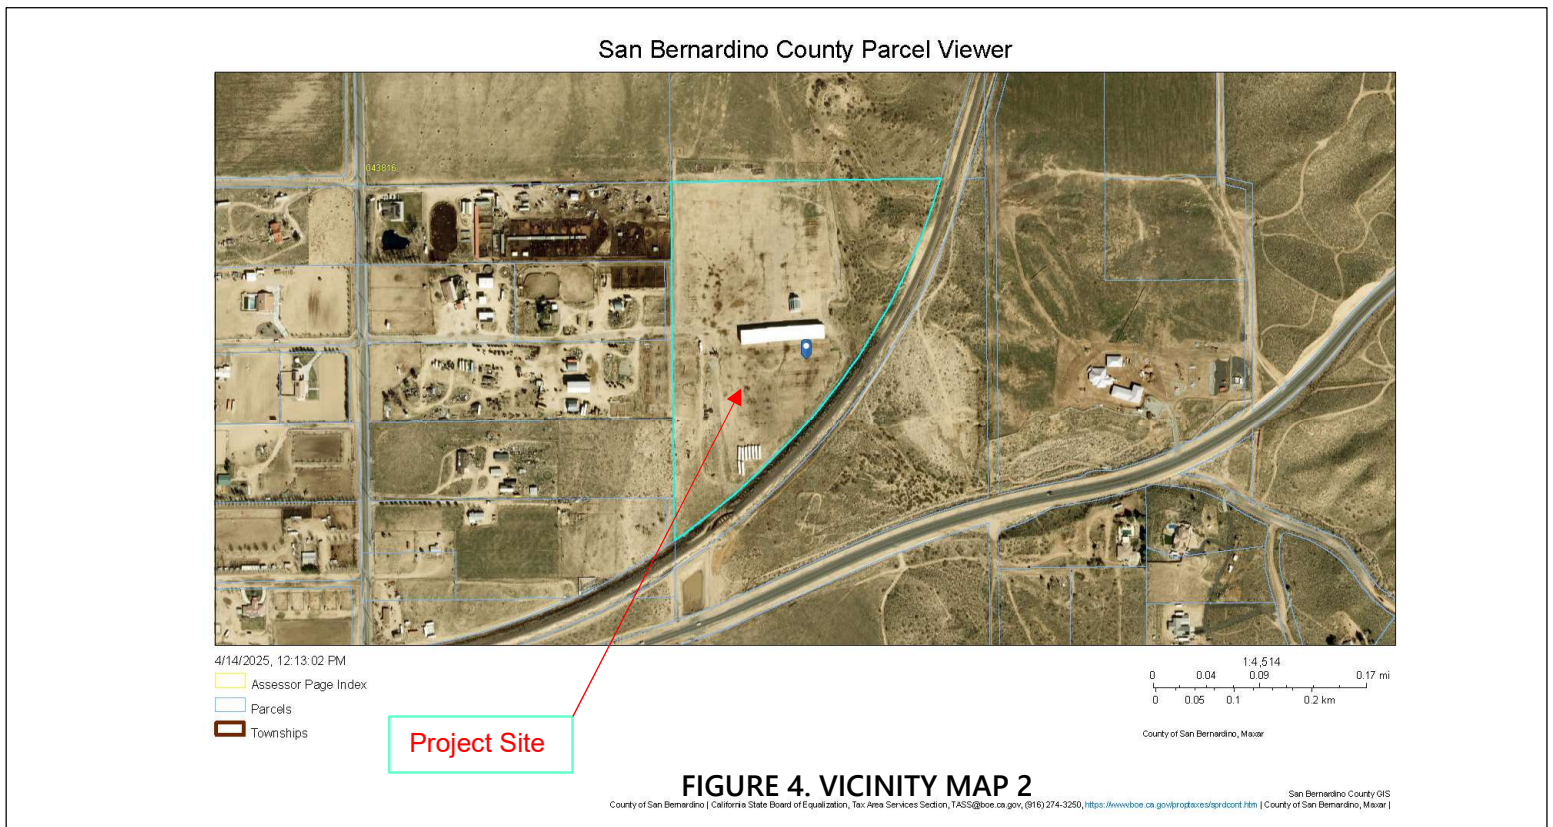 San Bernardino County Parcel Viewer
043816
4/14/2025, 12:13:02 PM
Assessor Page Index
Parcels
Townships
Project Site
1:4,514
0 0.04 0.09 0.17 mi
0 0.05 0.1 0.2 km
County of San Bernardino, Maxar
FIGURE 4. VICINITY MAP 2
San Bernardino County GIS
County of San Bernardino | California State Board of Equalization, Tax Area Services Section, TASS@boe.ca.gov, (916) 274-3250, https://www.boe.ca.gov/proptaxes/sprdcont.htm | County of San Bernardino, Maxar |